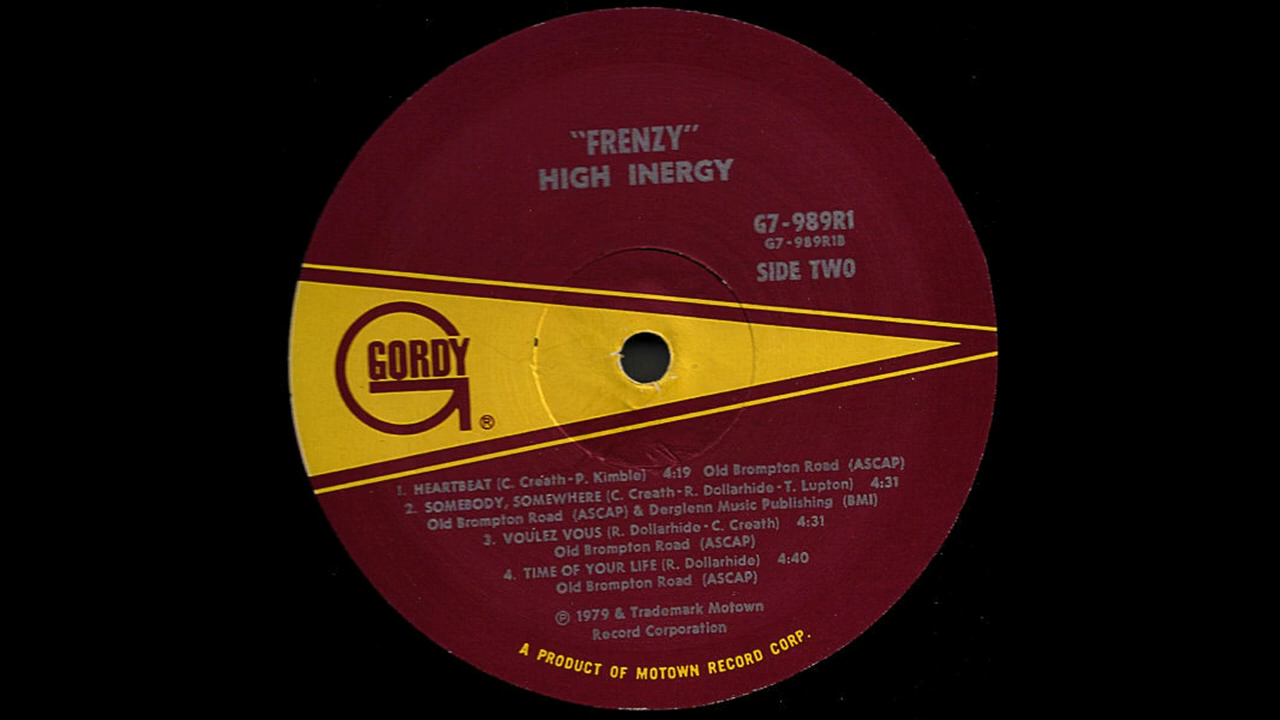 "FRENZY"
HIGH INERGY
G7-989R1
G7-989R1B
SIDE TWO
GORDY
®
1. HEARTBEAT (C. Creath-P. Kimble) 4:19 Old Brompton Road (ASCAP)
2. SOMEBODY, SOMEWHERE (C. Creath-R. Dollarhide-T. Lupton) 4:31
Old Brompton Road (ASCAP) & Derglenn Music Publishing (BMI)
3. VOULEZ VOUS (R. Dollarhide-C. Creath) 4:31
Old Brompton Road (ASCAP)
4. TIME OF YOUR LIFE (R. Dollarhide) 4:40
Old Brompton Road (ASCAP)
℗ 1979 & Trademark Motown
Record Corporation
A PRODUCT OF MOTOWN RECORD CORP.